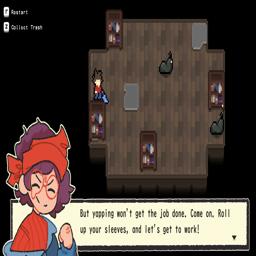 P Restart
Collect Trash
But yapping won't get the job done. Come on, Roll
up your sleeves, and let's get to work!